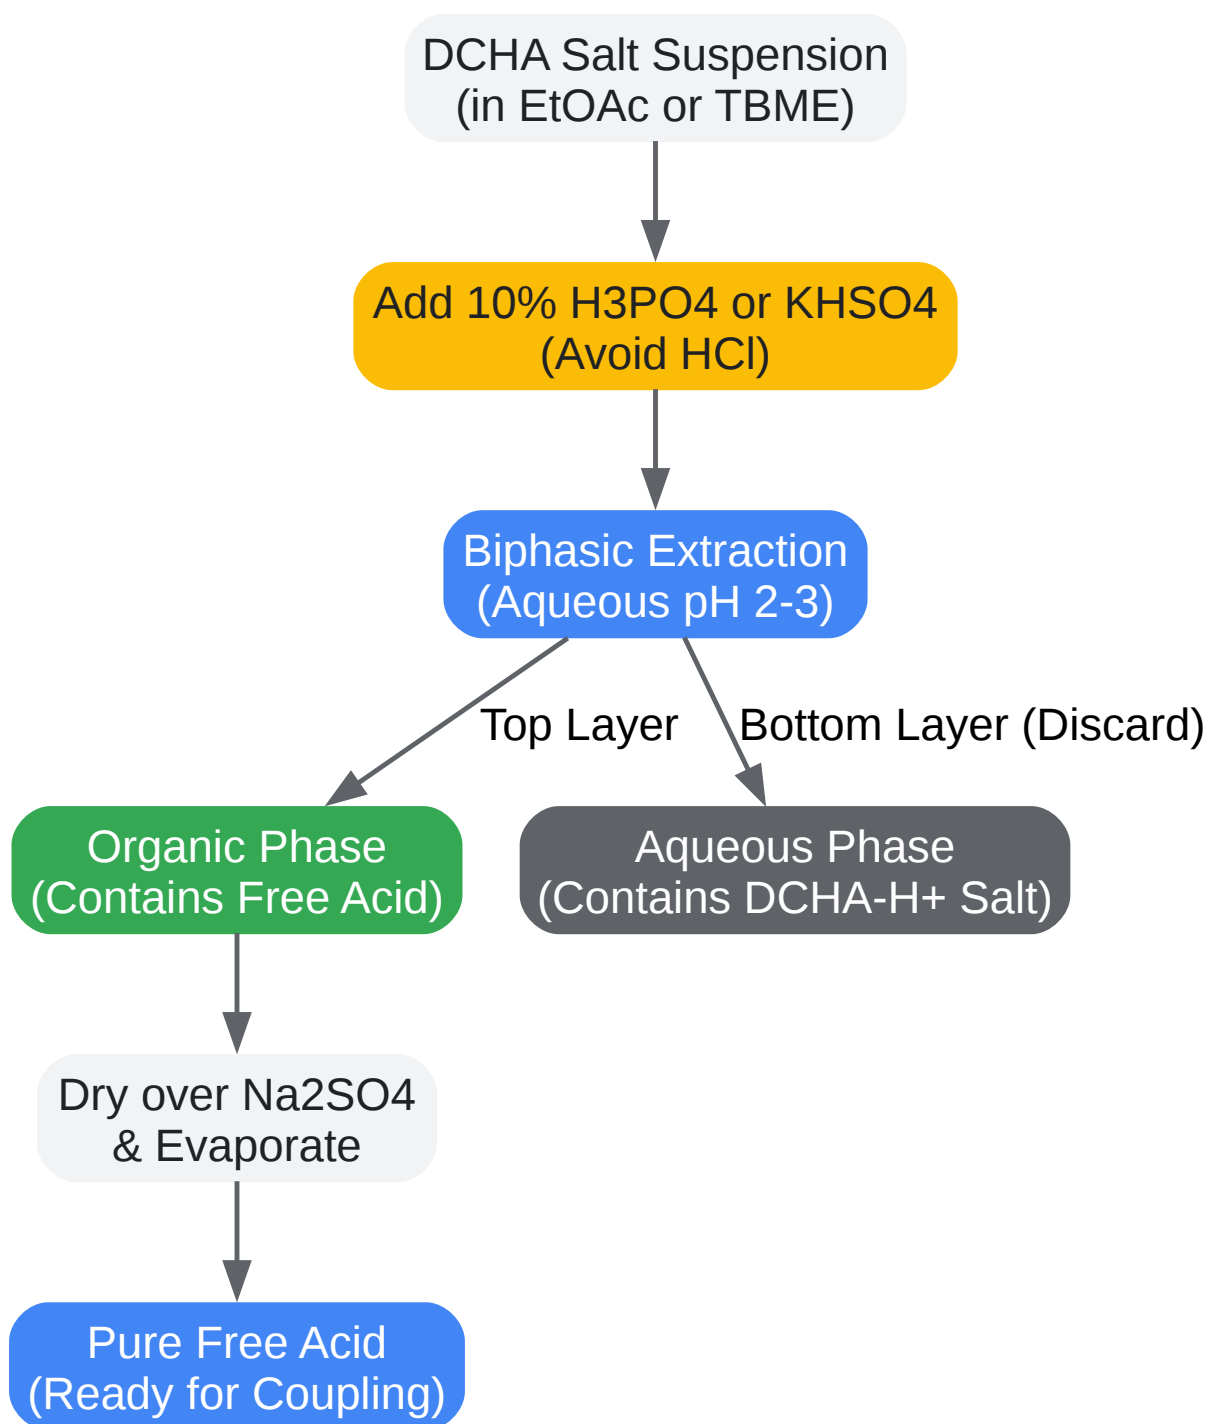 DCHA Salt Suspension
(in EtOAc or TBME)
Add 10% H3PO4 or KHSO4
(Avoid HCl)
Biphasic Extraction
(Aqueous pH 2-3)
Top Layer
Bottom Layer (Discard)
Organic Phase
(Contains Free Acid)
Aqueous Phase
(Contains DCHA-H+ Salt)
Dry over Na2SO4
& Evaporate
Pure Free Acid
(Ready for Coupling)